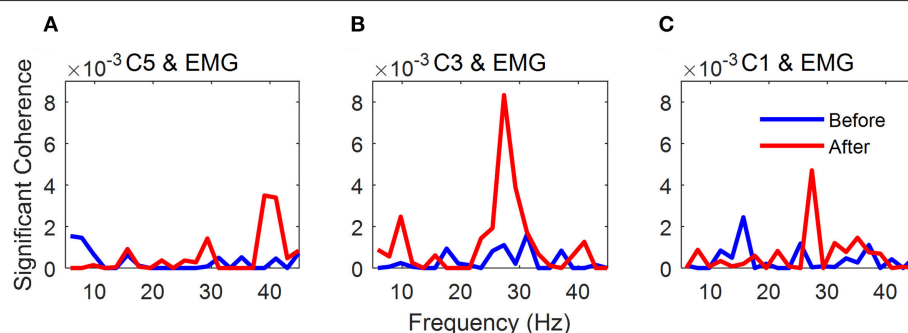 A B C
×10⁻³ C5 & EMG ×10⁻³ C3 & EMG ×10⁻³ C1 & EMG
Significant Coherence
8 8 8
6 6 6
4 4 4
2 2 2
0 0 0
Before
After
10 20 30 40 10 20 30 40 10 20 30 40
Frequency (Hz)